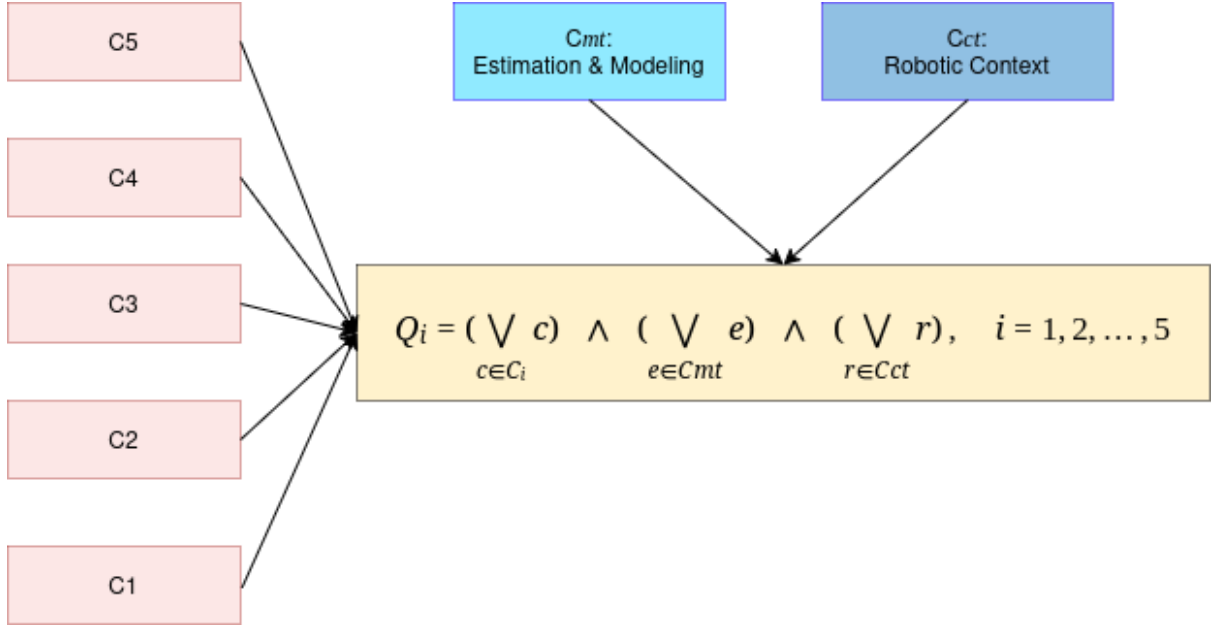 C5
C4
C3
C2
C1
Cmt:
Estimation & Modeling
Cct:
Robotic Context
Qi = ( ⋁ c) ∧ ( ⋁ e) ∧ ( ⋁ r), i = 1, 2, …, 5
c∈Ci e∈Cmt r∈Cct